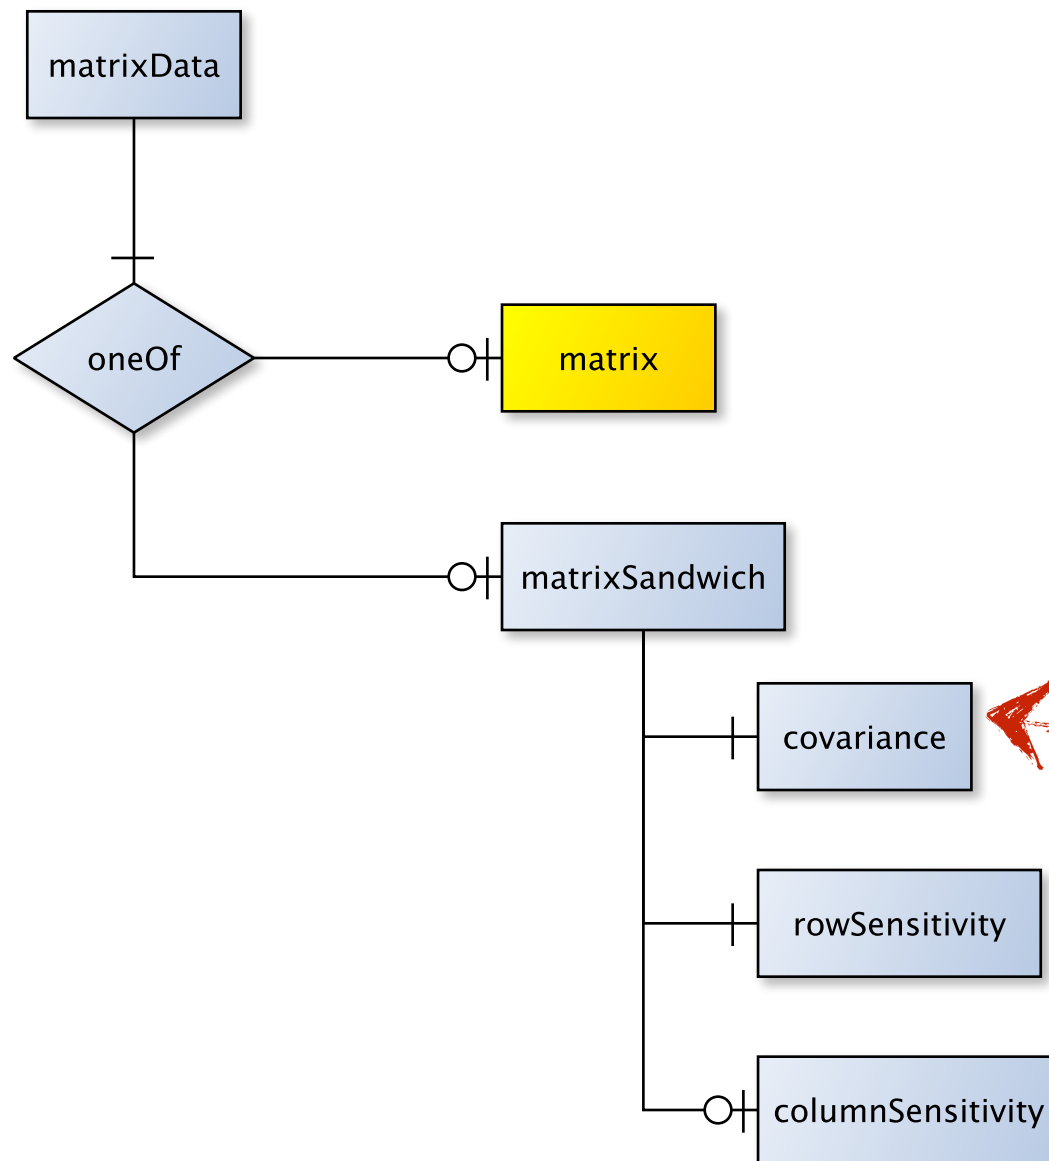 matrixData
oneOf
matrix
matrixSandwich
covariance
rowSensitivity
columnSensitivity